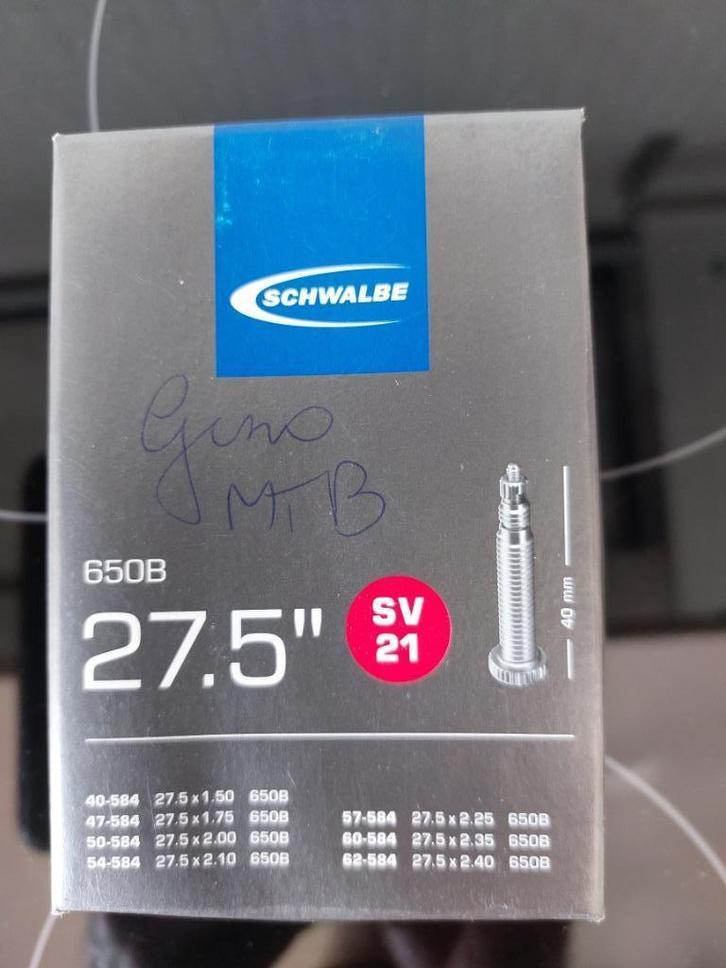 SCHWALBE
Gino
MTB
650B
27.5"
SV
21
40 mm
40-584 27.5 x 1.50 650B
47-584 27.5 x 1.75 650B
50-584 27.5 x 2.00 650B
54-584 27.5 x 2.10 650B
57-584 27.5 x 2.25 650B
60-584 27.5 x 2.35 650B
62-584 27.5 x 2.40 650B